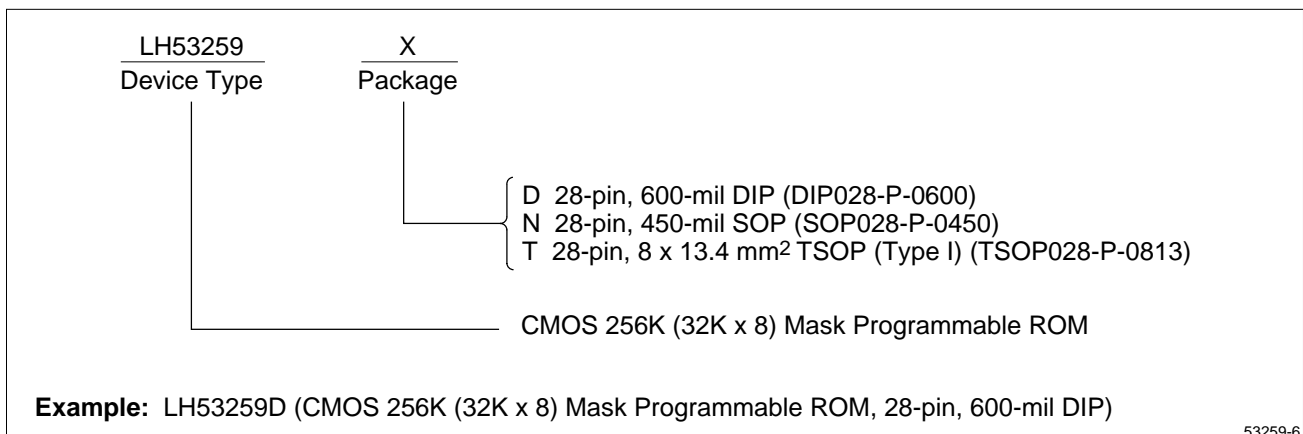 LH53259 X
Device Type Package
D 28-pin, 600-mil DIP (DIP028-P-0600)
N 28-pin, 450-mil SOP (SOP028-P-0450)
T 28-pin, 8 x 13.4 mm² TSOP (Type I) (TSOP028-P-0813)
CMOS 256K (32K x 8) Mask Programmable ROM
Example: LH53259D (CMOS 256K (32K x 8) Mask Programmable ROM, 28-pin, 600-mil DIP)
53259-6